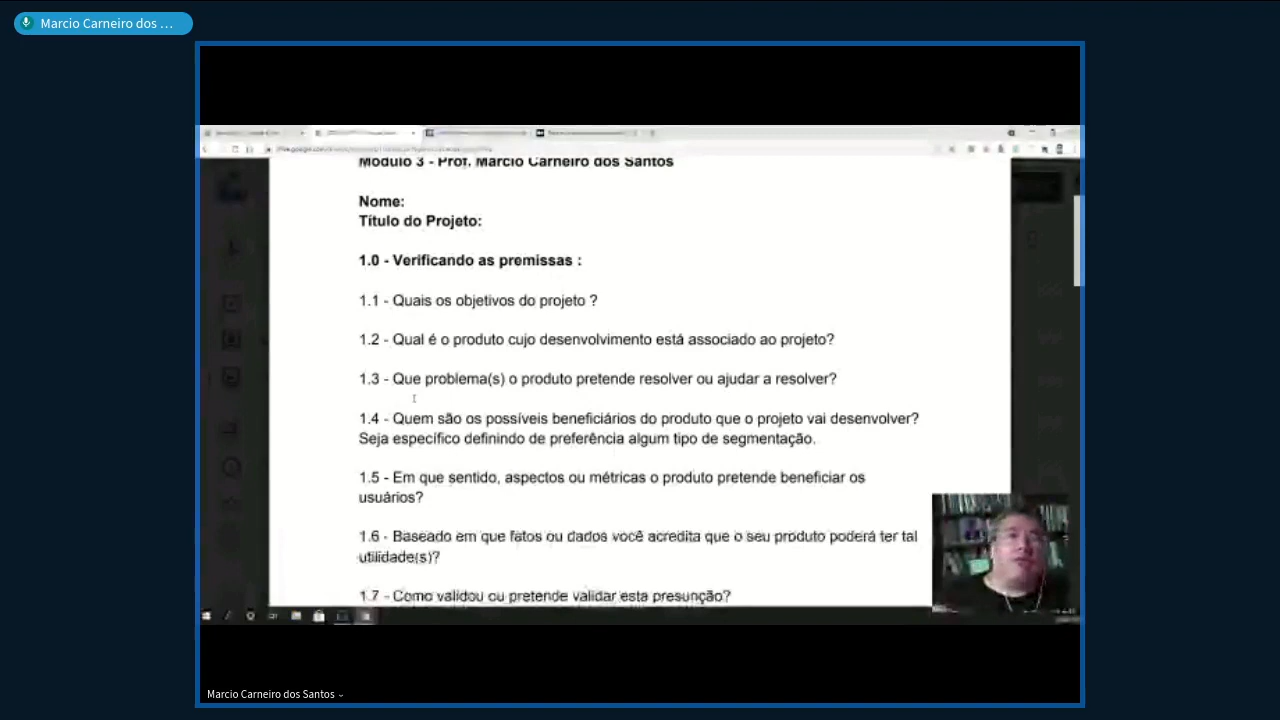 Marcio Carneiro dos ...
Módulo 3 - Prof. Marcio Carneiro dos Santos
Nome:
Título do Projeto:
1.0 - Verificando as premissas :
1.1 - Quais os objetivos do projeto ?
1.2 - Qual é o produto cujo desenvolvimento está associado ao projeto?
1.3 - Que problema(s) o produto pretende resolver ou ajudar a resolver?
1.4 - Quem são os possíveis beneficiários do produto que o projeto vai desenvolver?
Seja específico definindo de preferência algum tipo de segmentação.
1.5 - Em que sentido, aspectos ou métricas o produto pretende beneficiar os
usuários?
1.6 - Baseado em que fatos ou dados você acredita que o seu produto poderá ter tal
utilidade(s)?
1.7 - Como validou ou pretende validar esta presunção?
Marcio Carneiro dos Santos